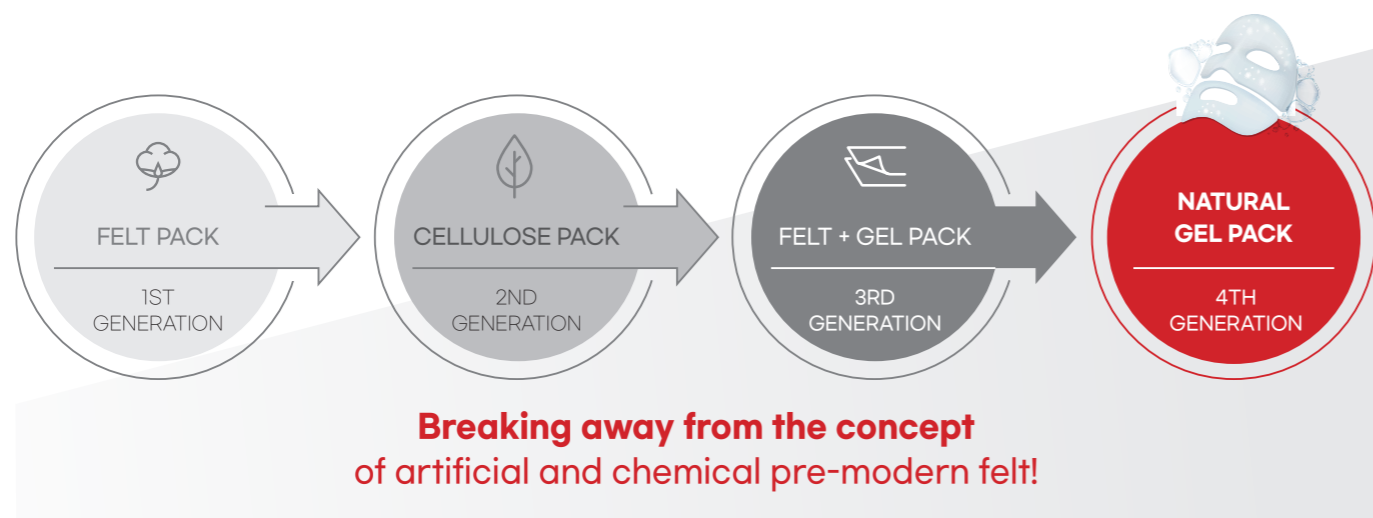 FELT PACK
1ST
GENERATION
CELLULOSE PACK
2ND
GENERATION
FELT + GEL PACK
3RD
GENERATION
NATURAL
GEL PACK
4TH
GENERATION
Breaking away from the concept
of artificial and chemical pre-modern felt!